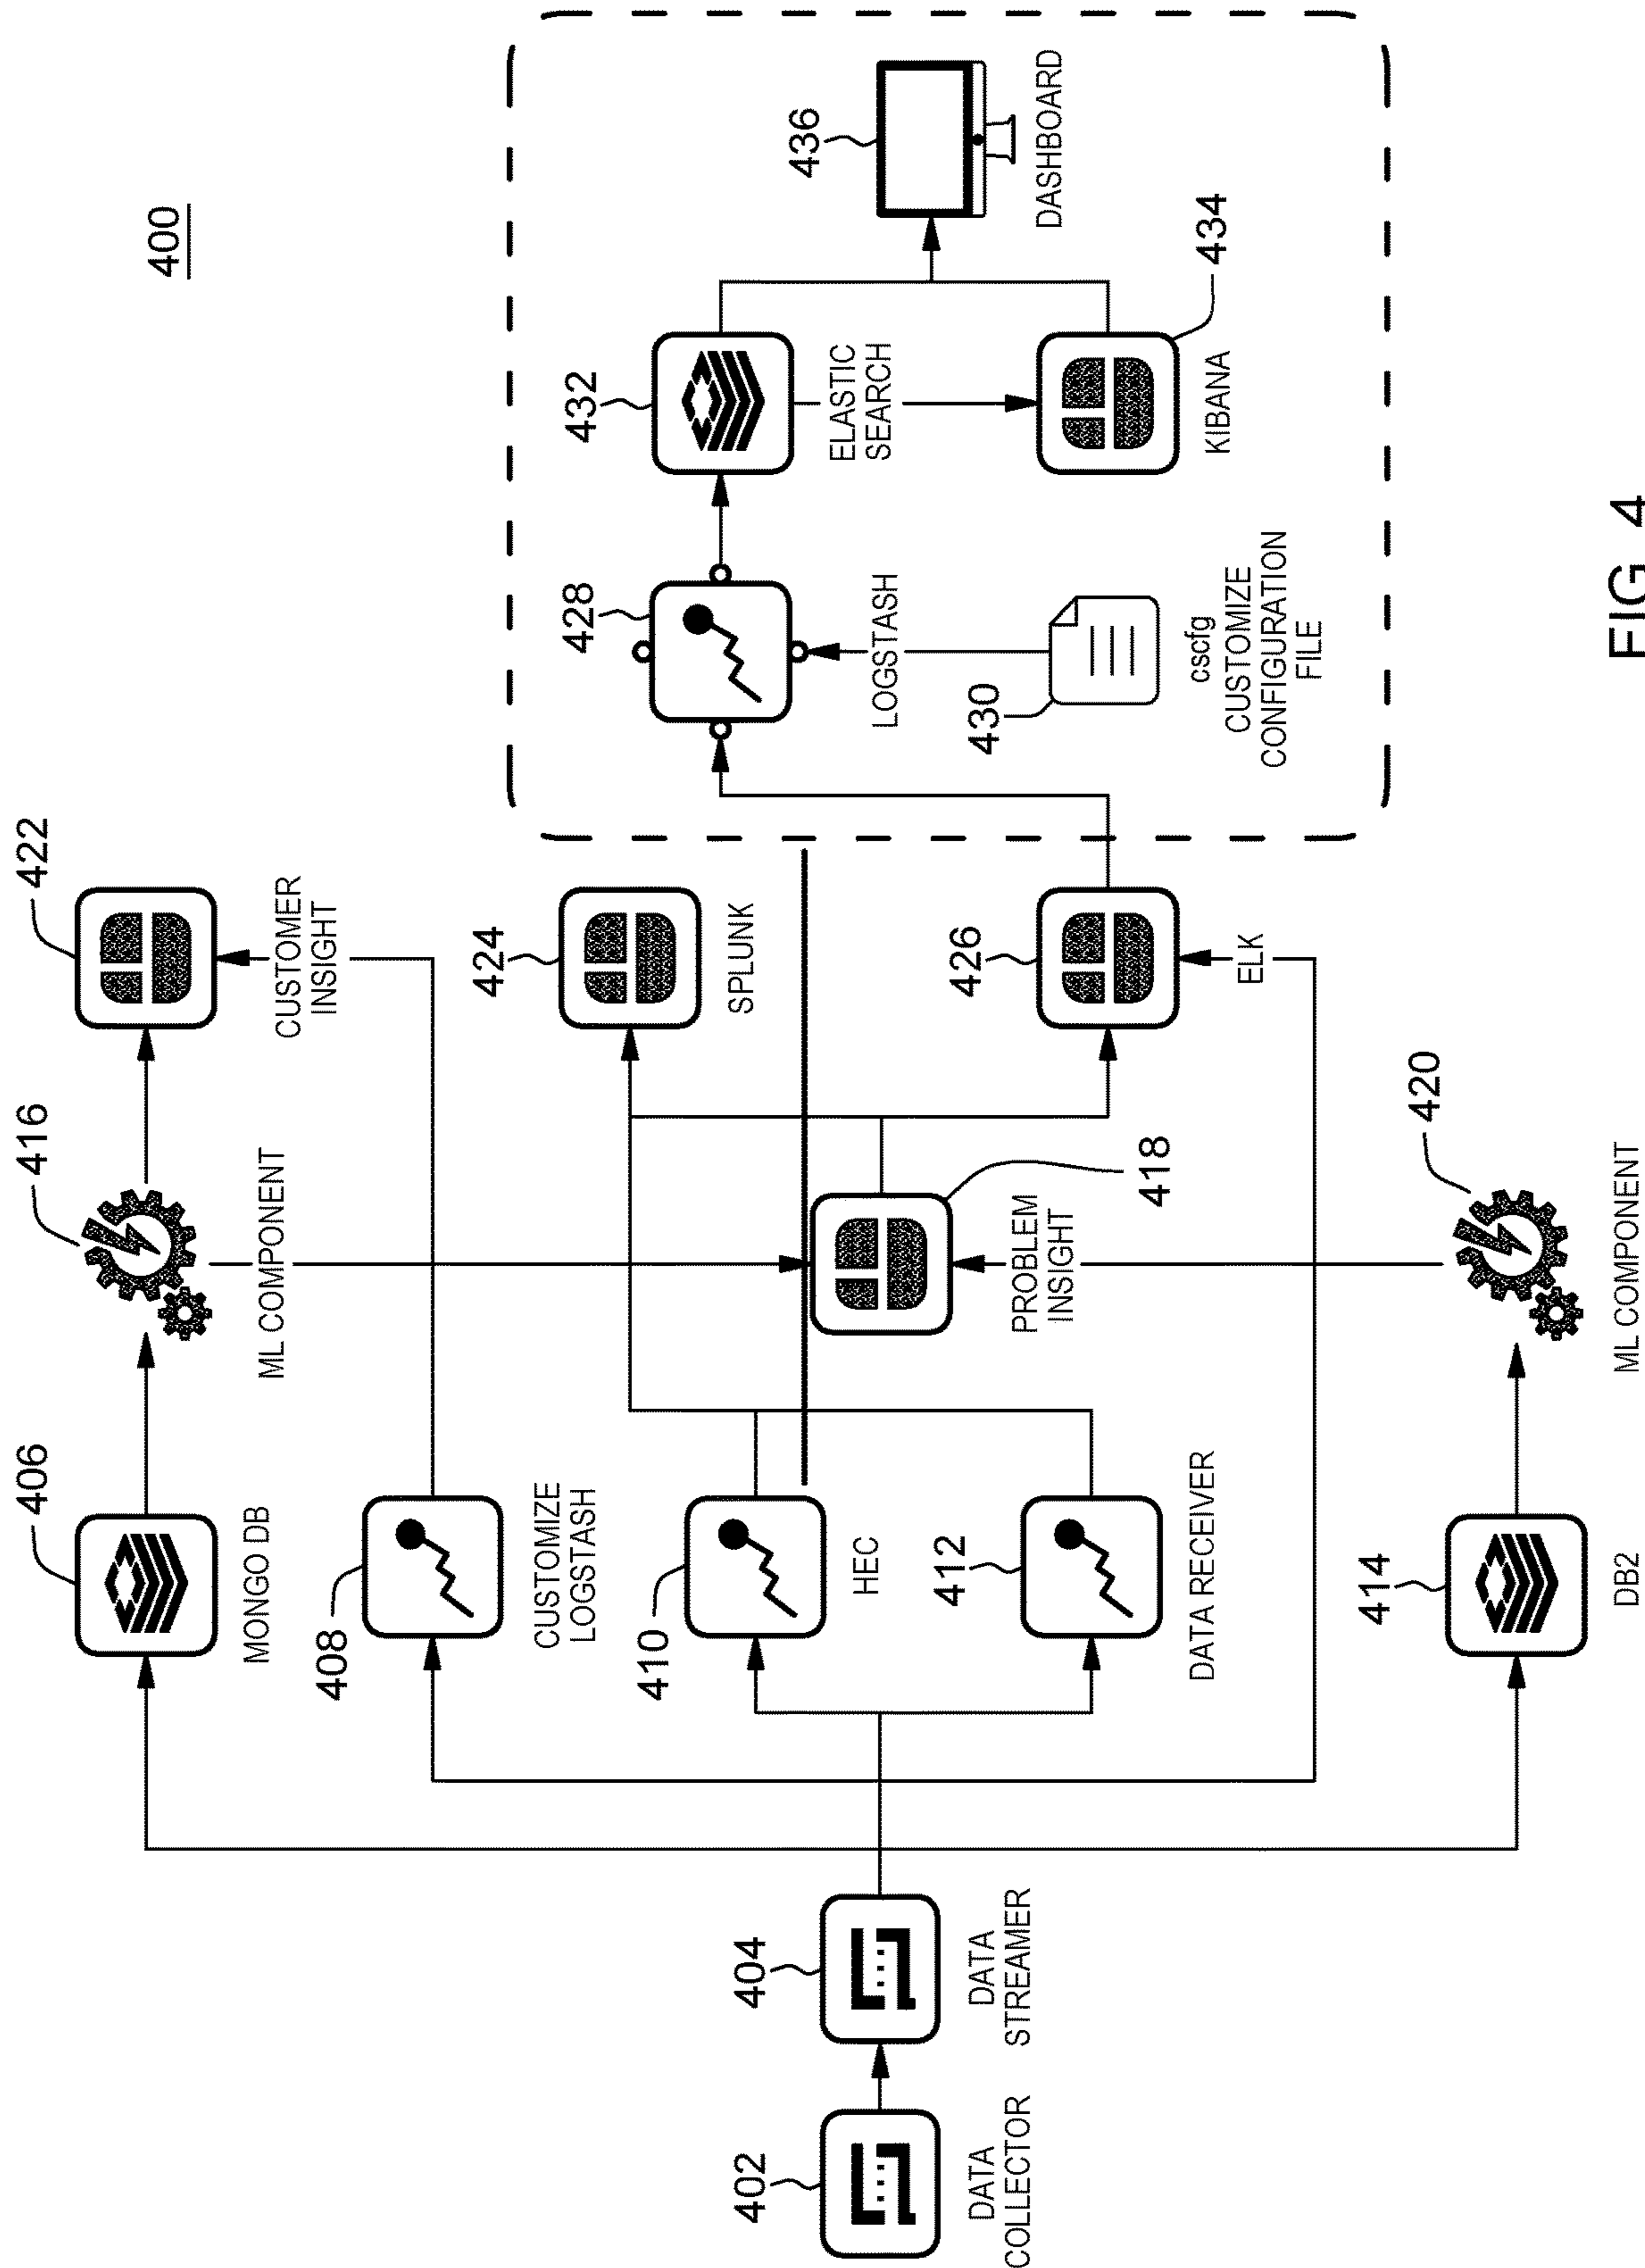 400
402
DATA
COLLECTOR
404
DATA
STREAMER
406
MONGO DB
408
CUSTOMIZE
LOGSTASH
410
HEC
412
DATA RECEIVER
414
DB2
416
ML COMPONENT
418
PROBLEM
INSIGHT
420
ML COMPONENT
422
CUSTOMER
INSIGHT
424
SPLUNK
426
ELK
428
LOGSTASH
430
cscfg
CUSTOMIZE
CONFIGURATION
FILE
432
ELASTIC
SEARCH
434
KIBANA
436
DASHBOARD
FIG. 4